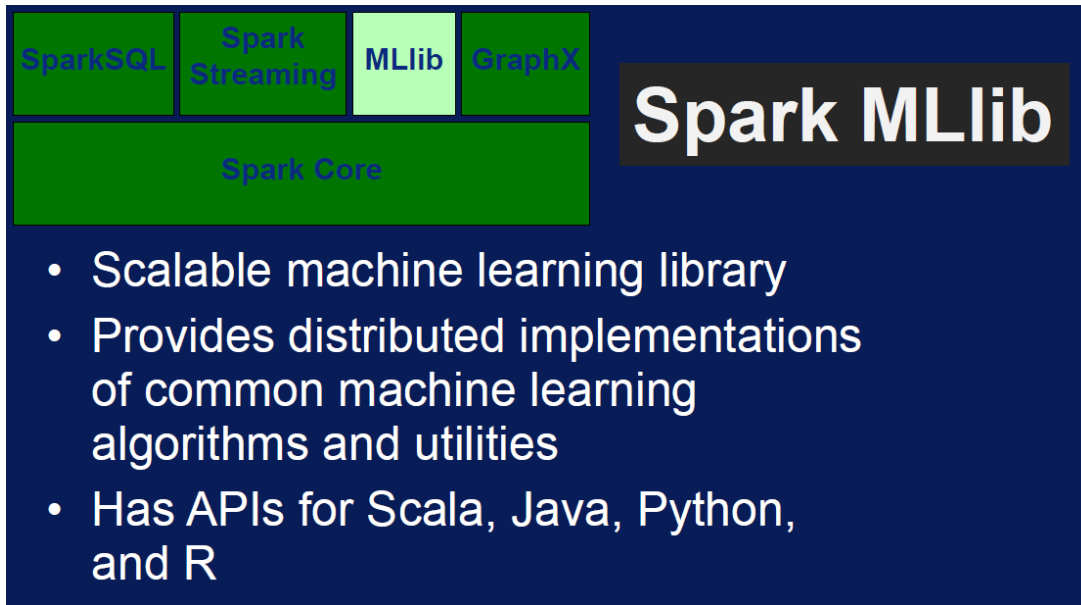 SparkSQL
Spark
Streaming
MLlib
GraphX
Spark Core
Spark MLlib
• Scalable machine learning library
• Provides distributed implementations
of common machine learning
algorithms and utilities
• Has APIs for Scala, Java, Python,
and R